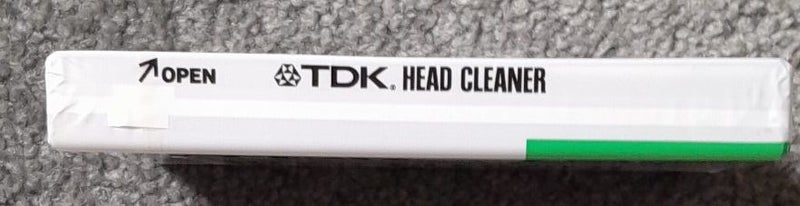 OPEN TDK. HEAD CLEANER